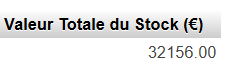 Valeur Totale du Stock (€)
32156.00